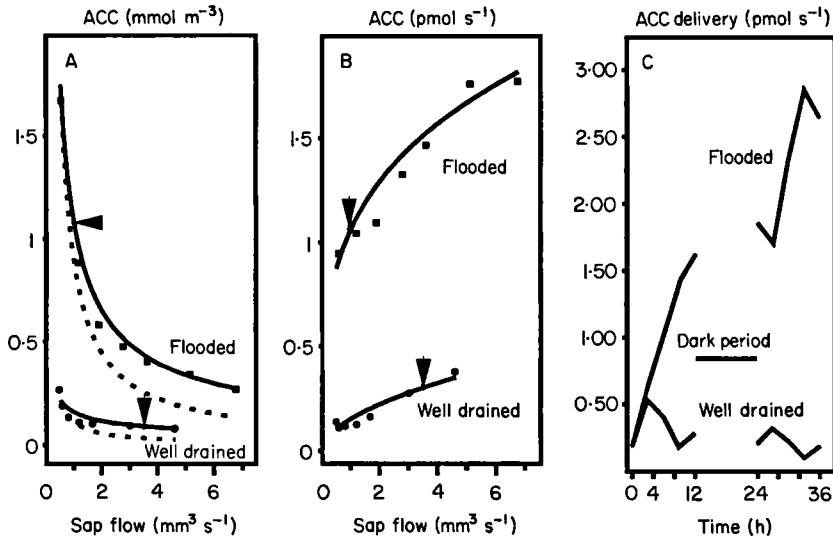 ACC (mmol m⁻³)
A
1·5
1
0·5
0
Flooded
Well drained
0 2 4 6
Sap flow (mm³ s⁻¹)
ACC (pmol s⁻¹)
B
1·5
1
0·5
0
Flooded
Well drained
0 2 4 6
Sap flow (mm³ s⁻¹)
ACC delivery (pmol s⁻¹)
C
3·00
2·50
2·00
1·50
1·00
0·50
Flooded
Dark period
Well drained
0 4 12 24 36
Time (h)